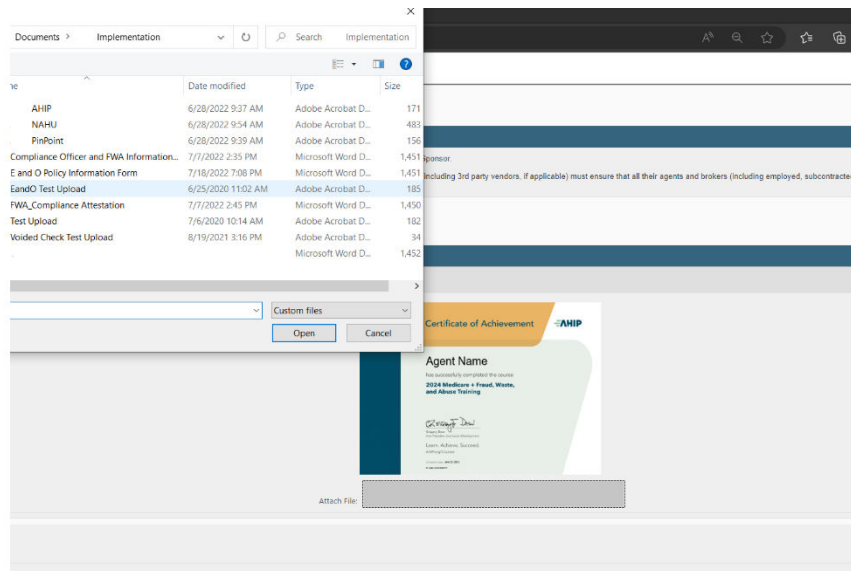 Documents > Implementation
Search Implementation
ne Date modified Type Size
AHIP 6/28/2022 9:37 AM Adobe Acrobat D... 171
NAHU 6/28/2022 9:54 AM Adobe Acrobat D... 483
PinPoint 6/28/2022 9:39 AM Adobe Acrobat D... 156
Compliance Officer and FWA Information... 7/7/2022 2:35 PM Microsoft Word D... 1,451
E and O Policy Information Form 7/18/2022 7:08 PM Microsoft Word D... 1,451
EandO Test Upload 6/25/2020 11:02 AM Adobe Acrobat D... 185
FWA_Compliance Attestation 7/7/2022 2:45 PM Microsoft Word D... 1,450
Test Upload 7/6/2020 10:14 AM Adobe Acrobat D... 182
Voided Check Test Upload 8/19/2021 3:16 PM Adobe Acrobat D... 34
Microsoft Word D... 1,452
Custom files
Open Cancel
ponsor.
including 3rd party vendors, if applicable) must ensure that all their agents and brokers (including employed, subcontracte
Certificate of Achievement AHIP
Agent Name
has successfully completed the course
2024 Medicare + Fraud, Waste,
and Abuse Training
Learn. Achieve. Succeed.
Attach File: